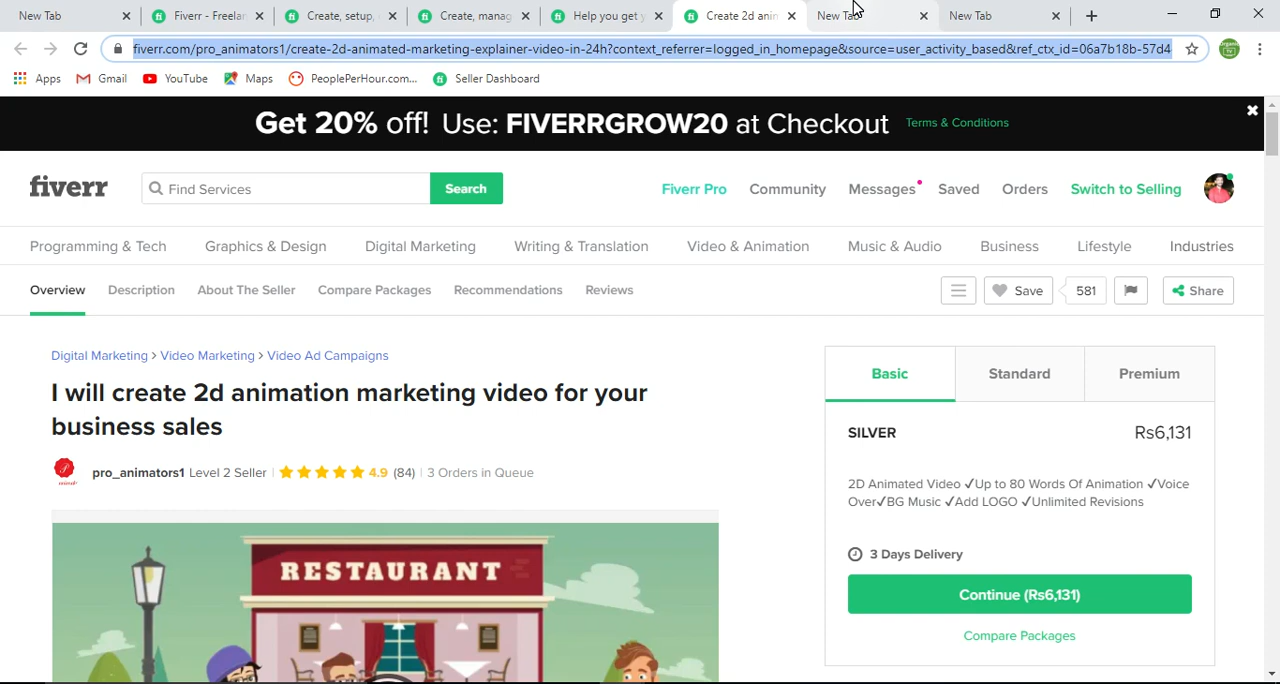 New Tab
Fiverr - Freelan
Create, setup,
Create, manag
Help you get y
Create 2d anim
New Tab
New Tab
fiverr.com/pro_animators1/create-2d-animated-marketing-explainer-video-in-24h?context_referrer=logged_in_homepage&source=user_activity_based&ref_ctx_id=06a7b18b-57d4
Apps
Gmail
YouTube
Maps
PeoplePerHour.com...
Seller Dashboard
Get 20% off! Use: FIVERRGROW20 at Checkout
Terms & Conditions
fiverr
Find Services
Search
Fiverr Pro
Community
Messages
Saved
Orders
Switch to Selling
Programming & Tech
Graphics & Design
Digital Marketing
Writing & Translation
Video & Animation
Music & Audio
Business
Lifestyle
Industries
Overview
Description
About The Seller
Compare Packages
Recommendations
Reviews
Save
581
Share
Digital Marketing > Video Marketing > Video Ad Campaigns
I will create 2d animation marketing video for your
business sales
pro_animators1 Level 2 Seller
4.9 (84)
3 Orders in Queue
RESTAURANT
Basic
Standard
Premium
SILVER
Rs6,131
2D Animated Video ✓Up to 80 Words Of Animation ✓Voice
Over✓BG Music ✓Add LOGO ✓Unlimited Revisions
3 Days Delivery
Continue (Rs6,131)
Compare Packages